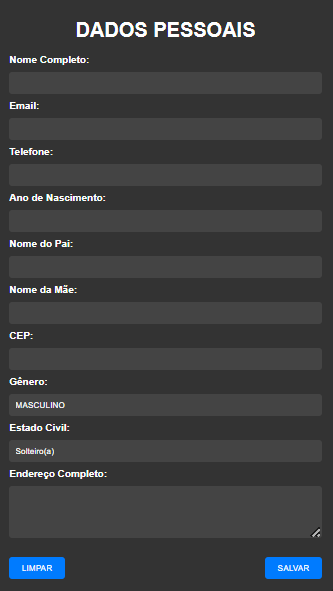 DADOS PESSOAIS
Nome Completo:
Email:
Telefone:
Ano de Nascimento:
Nome do Pai:
Nome da Mãe:
CEP:
Gênero:
MASCULINO
Estado Civil:
Solteiro(a)
Endereço Completo:
LIMPAR SALVAR